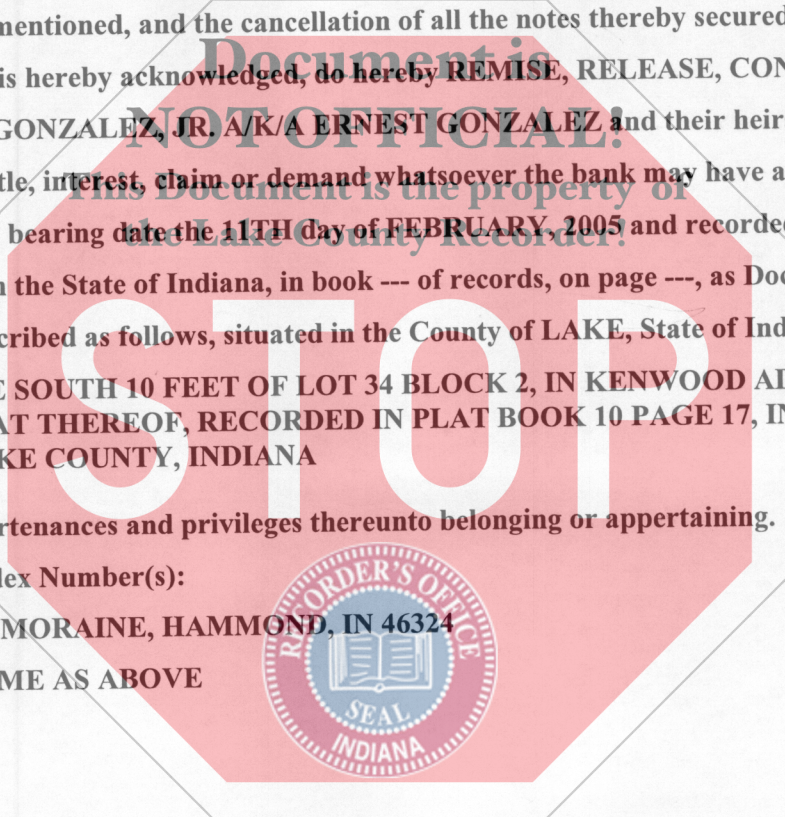 mentioned, and the cancellation of all the notes thereby secured
Document is
is hereby acknowledged, do hereby REMISE, RELEASE, CON
NOT OFFICIAL!
GONZALEZ, JR. A/K/A ERNEST GONZALEZ and their heir
tle, interest, claim or demand whatsoever the bank may have a
This Document is the property of
bearing date the 11TH day of FEBRUARY, 2005 and recorde
the Lake County Recorder!
n the State of Indiana, in book --- of records, on page ---, as Doc
cribed as follows, situated in the County of LAKE, State of Ind
STOP
E SOUTH 10 FEET OF LOT 34 BLOCK 2, IN KENWOOD AD
AT THEREOF, RECORDED IN PLAT BOOK 10 PAGE 17, IN
KE COUNTY, INDIANA
rtenances and privileges thereunto belonging or appertaining.
lex Number(s):
MORAINE, HAMMOND, IN 46324
ME AS ABOVE
RECORDER'S OFFICE
SEAL
INDIANA